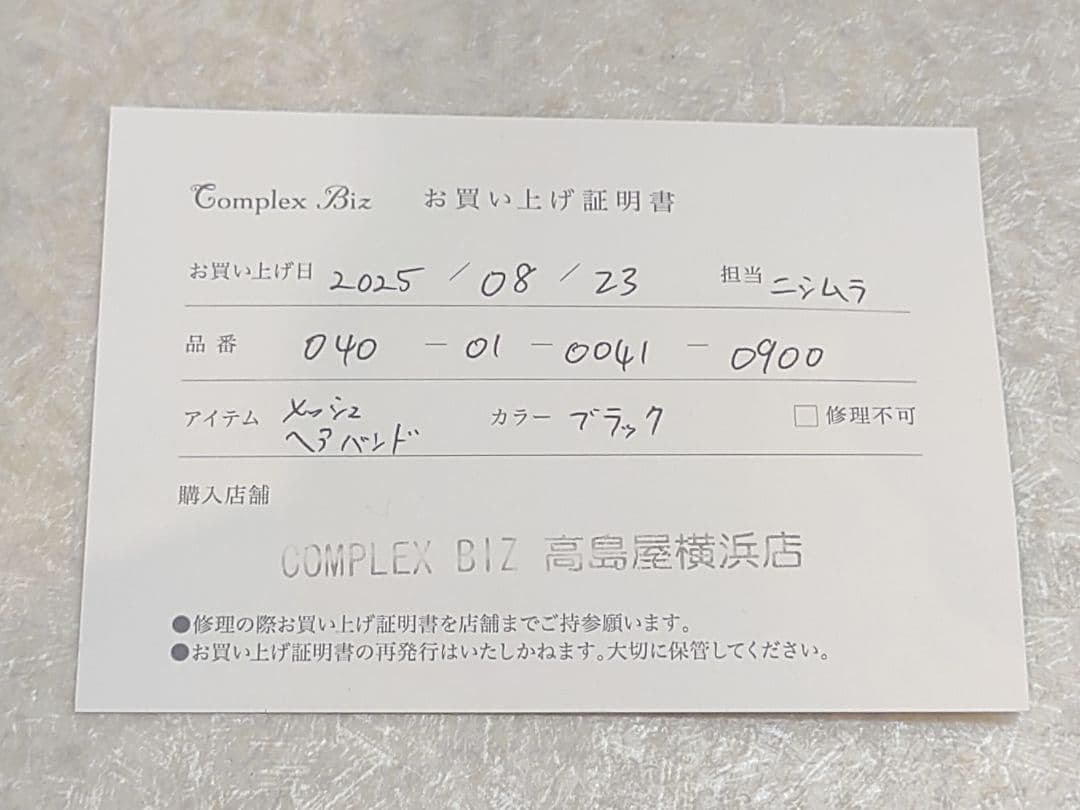 Complex Biz お買い上げ証明書
お買い上げ日 2025 / 08 / 23 担当 ニシムラ
品番 040 - 01 - 0041 - 0900
アイテム メッシュ
ヘアバンド カラー ブラック □修理不可
購入店舗
COMPLEX BIZ 高島屋横浜店
●修理の際お買い上げ証明書を店舗までご持参願います。
●お買い上げ証明書の再発行はいたしかねます。大切に保管してください。